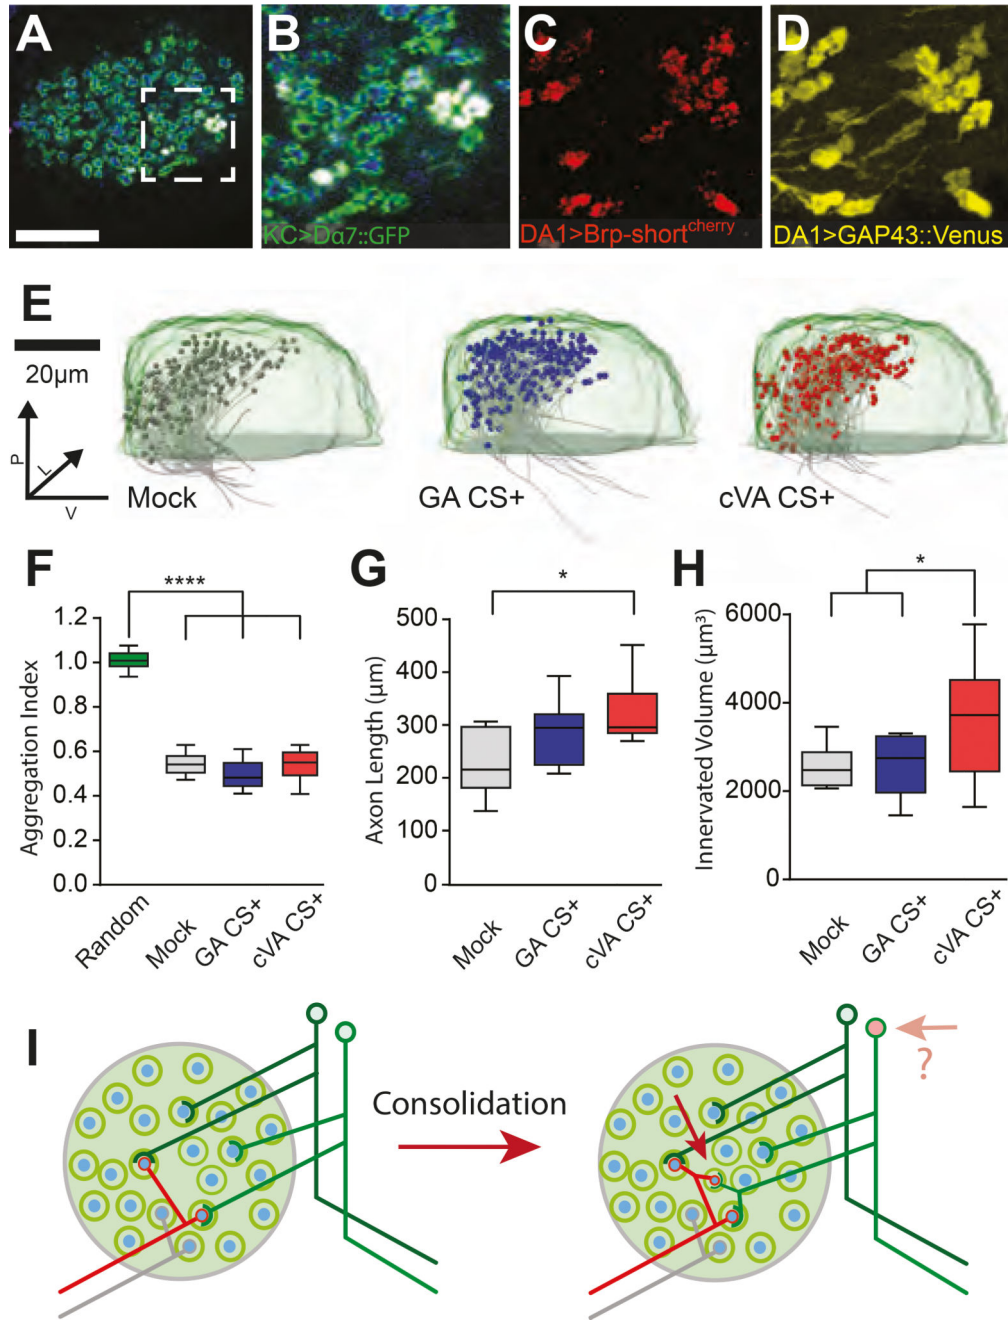 A
B
C
D
KC>Dα7::GFP
DA1>Brp-short^cherry
DA1>GAP43::Venus
E
20μm
P
L
V
Mock
GA CS+
cVA CS+
F
****
Aggregation Index
1.2
1.0
0.8
0.6
0.4
0.2
0.0
Random
Mock
GA CS+
cVA CS+
G
*
Axon Length (μm)
500
400
300
200
100
0
Mock
GA CS+
cVA CS+
H
*
Innervated Volume (μm³)
6000
4000
2000
0
Mock
GA CS+
cVA CS+
I
Consolidation
?